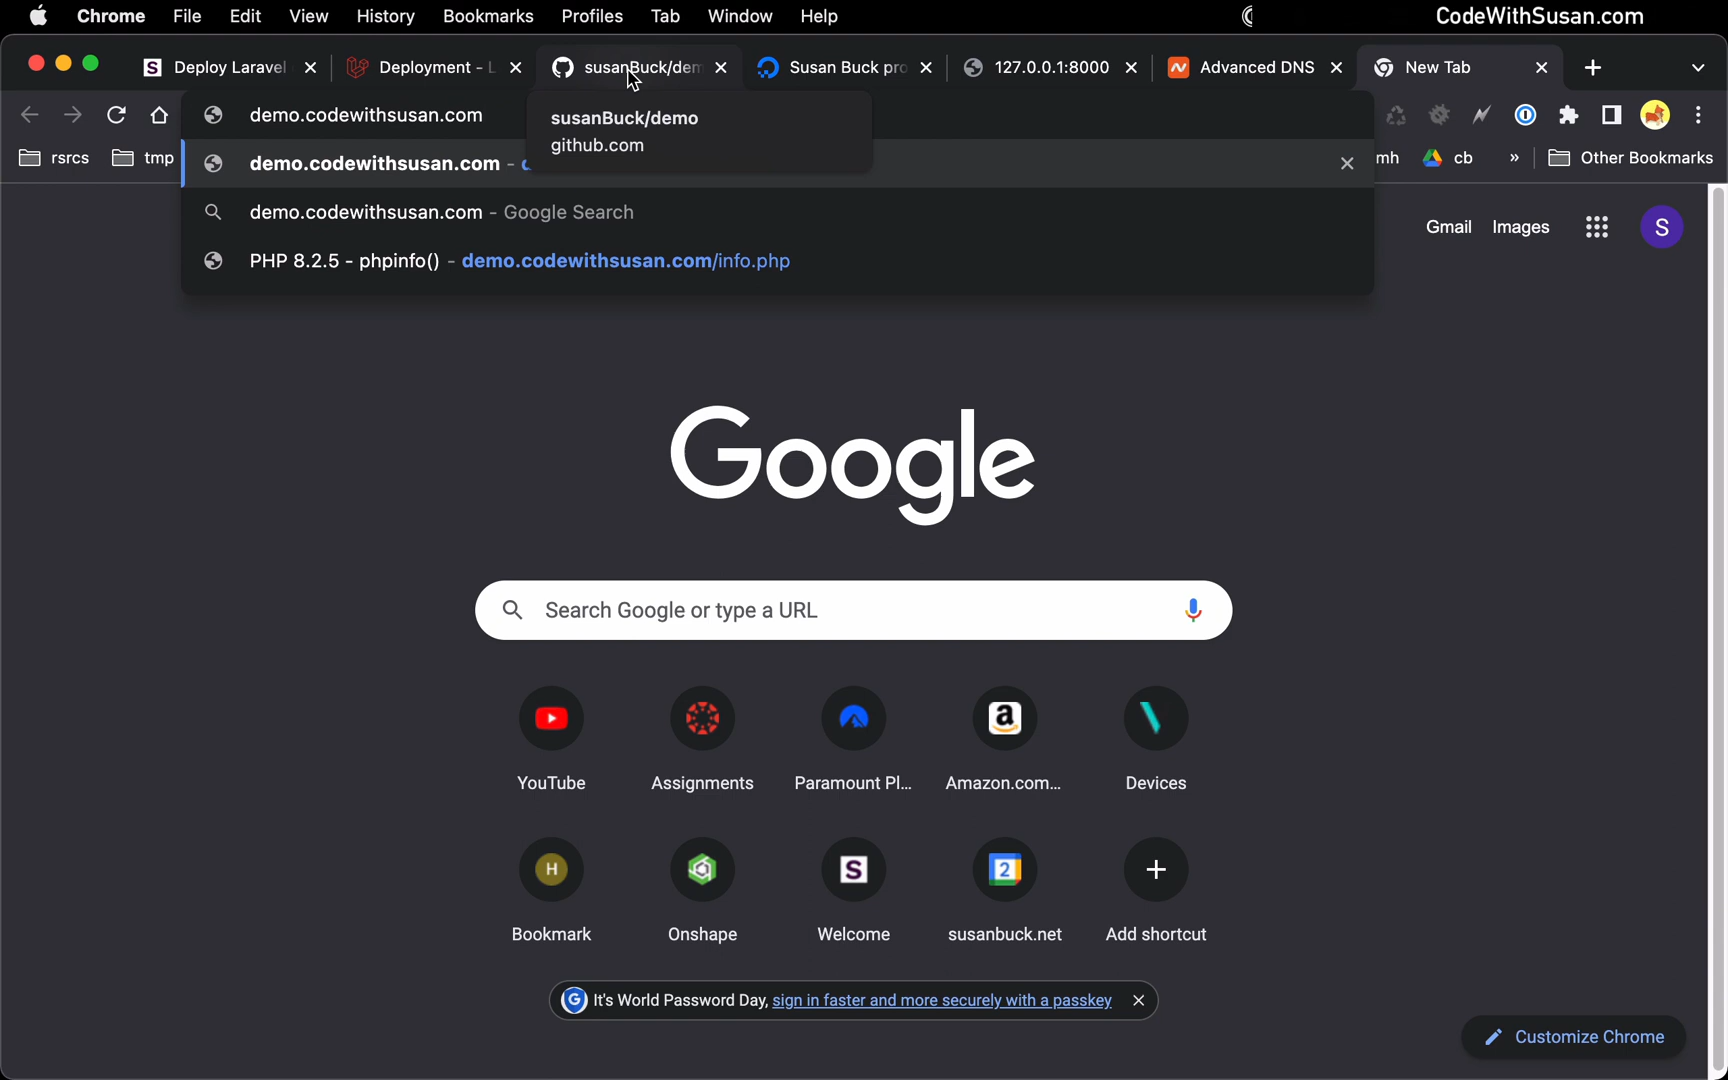 Chrome File Edit View History Bookmarks Profiles Tab Window Help CodeWithSusan.com
S Deploy Laravel Deployment - L susanBuck/dem Susan Buck pro 127.0.0.1:8000 Advanced DNS New Tab
demo.codewithsusan.com
susanBuck/demo
github.com
rsrcs tmp mh cb » Other Bookmarks
demo.codewithsusan.com -
demo.codewithsusan.com - Google Search
Gmail Images S
PHP 8.2.5 - phpinfo() - demo.codewithsusan.com/info.php
Google
Search Google or type a URL
YouTube Assignments Paramount Pl... Amazon.com... Devices
H S 2
Bookmark Onshape Welcome susanbuck.net Add shortcut
G It's World Password Day, sign in faster and more securely with a passkey
Customize Chrome